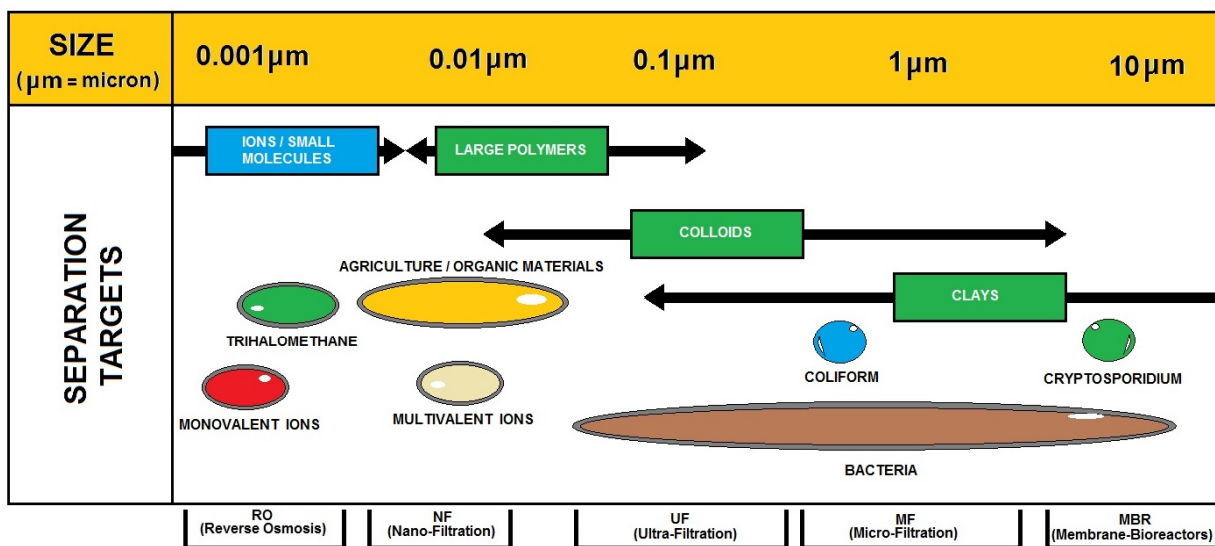 SIZE
(µm = micron)
0.001µm
0.01µm
0.1µm
1µm
10µm
SEPARATION
TARGETS
IONS / SMALL
MOLECULES
LARGE POLYMERS
COLLOIDS
AGRICULTURE / ORGANIC MATERIALS
CLAYS
TRIHALOMETHANE
COLIFORM
CRYPTOSPORIDIUM
MONOVALENT IONS
MULTIVALENT IONS
BACTERIA
RO
(Reverse Osmosis)
NF
(Nano-Filtration)
UF
(Ultra-Filtration)
MF
(Micro-Filtration)
MBR
(Membrane-Bioreactors)